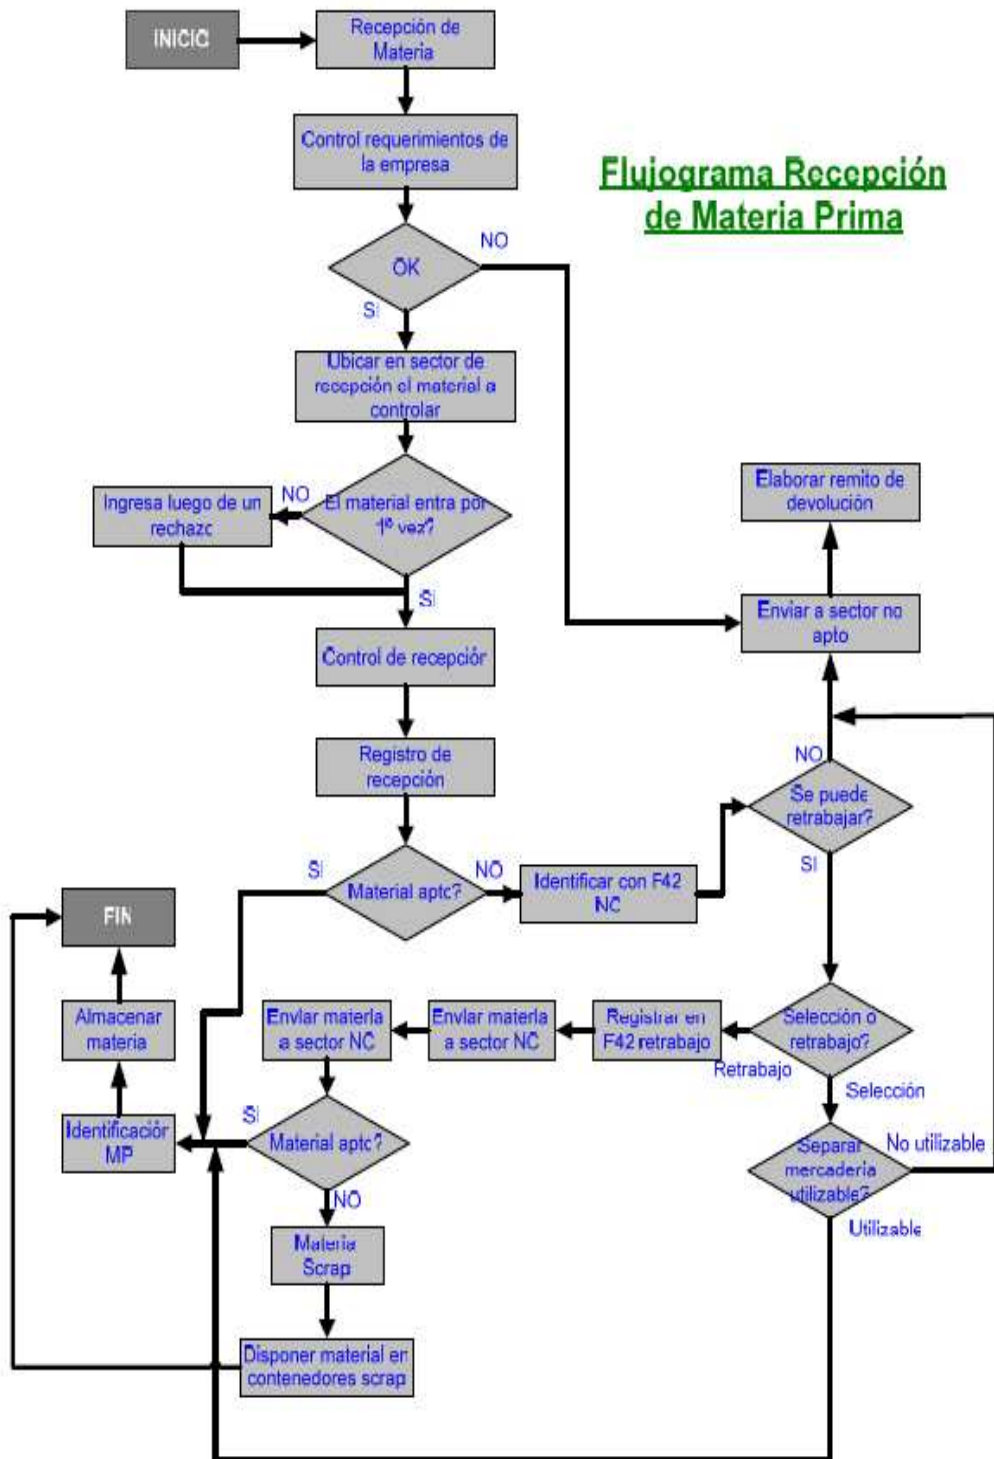 INICIO
Recepción de
Materia
Control requerimientos de
la empresa
Flujograma Recepción
de Materia Prima
OK
NO
SI
Ubicar en sector de
recepción el material a
controlar
El material entra por
1º vez?
NO
Ingresa luego de un
rechazo
SI
Elaborar remito de
devolución
Enviar a sector no
apto
Control de recepción
Registro de
recepción
NO
Se puede
retrabajar?
SI
SI
Material apto?
NO
Identificar con F42
NC
FIN
Almacenar
materia
Enviar materia
a sector NC
Enviar materia
a sector NC
Registrar en
F42 retrabajo
Selección o
retrabajo?
Retrabajo
Selección
Identificación
MP
SI
Material apto?
NO
Separar
mercadería
utilizable?
No utilizable
Utilizable
Materia
Scrap
Disponer material en
contenedores scrap